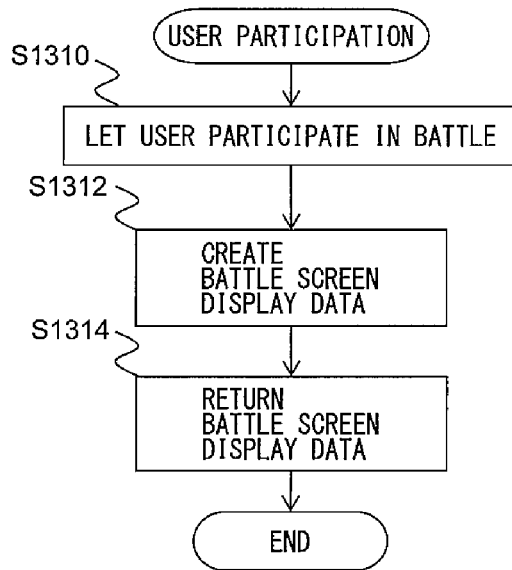 USER PARTICIPATION
S1310
LET USER PARTICIPATE IN BATTLE
S1312
CREATE
BATTLE SCREEN
DISPLAY DATA
S1314
RETURN
BATTLE SCREEN
DISPLAY DATA
END